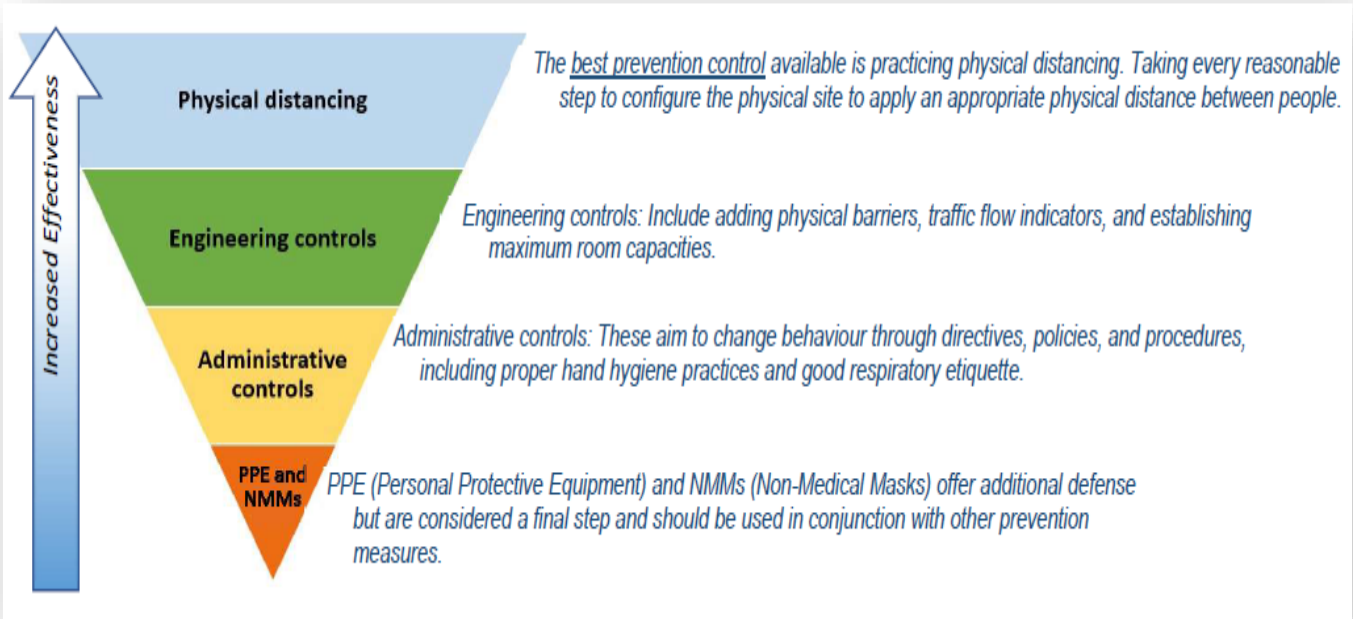 Increased Effectiveness
Physical distancing
The best prevention control available is practicing physical distancing. Taking every reasonable
step to configure the physical site to apply an appropriate physical distance between people.
Engineering controls
Engineering controls: Include adding physical barriers, traffic flow indicators, and establishing
maximum room capacities.
Administrative
controls
Administrative controls: These aim to change behaviour through directives, policies, and procedures,
including proper hand hygiene practices and good respiratory etiquette.
PPE and
NMMs
PPE (Personal Protective Equipment) and NMMs (Non-Medical Masks) offer additional defense
but are considered a final step and should be used in conjunction with other prevention
measures.